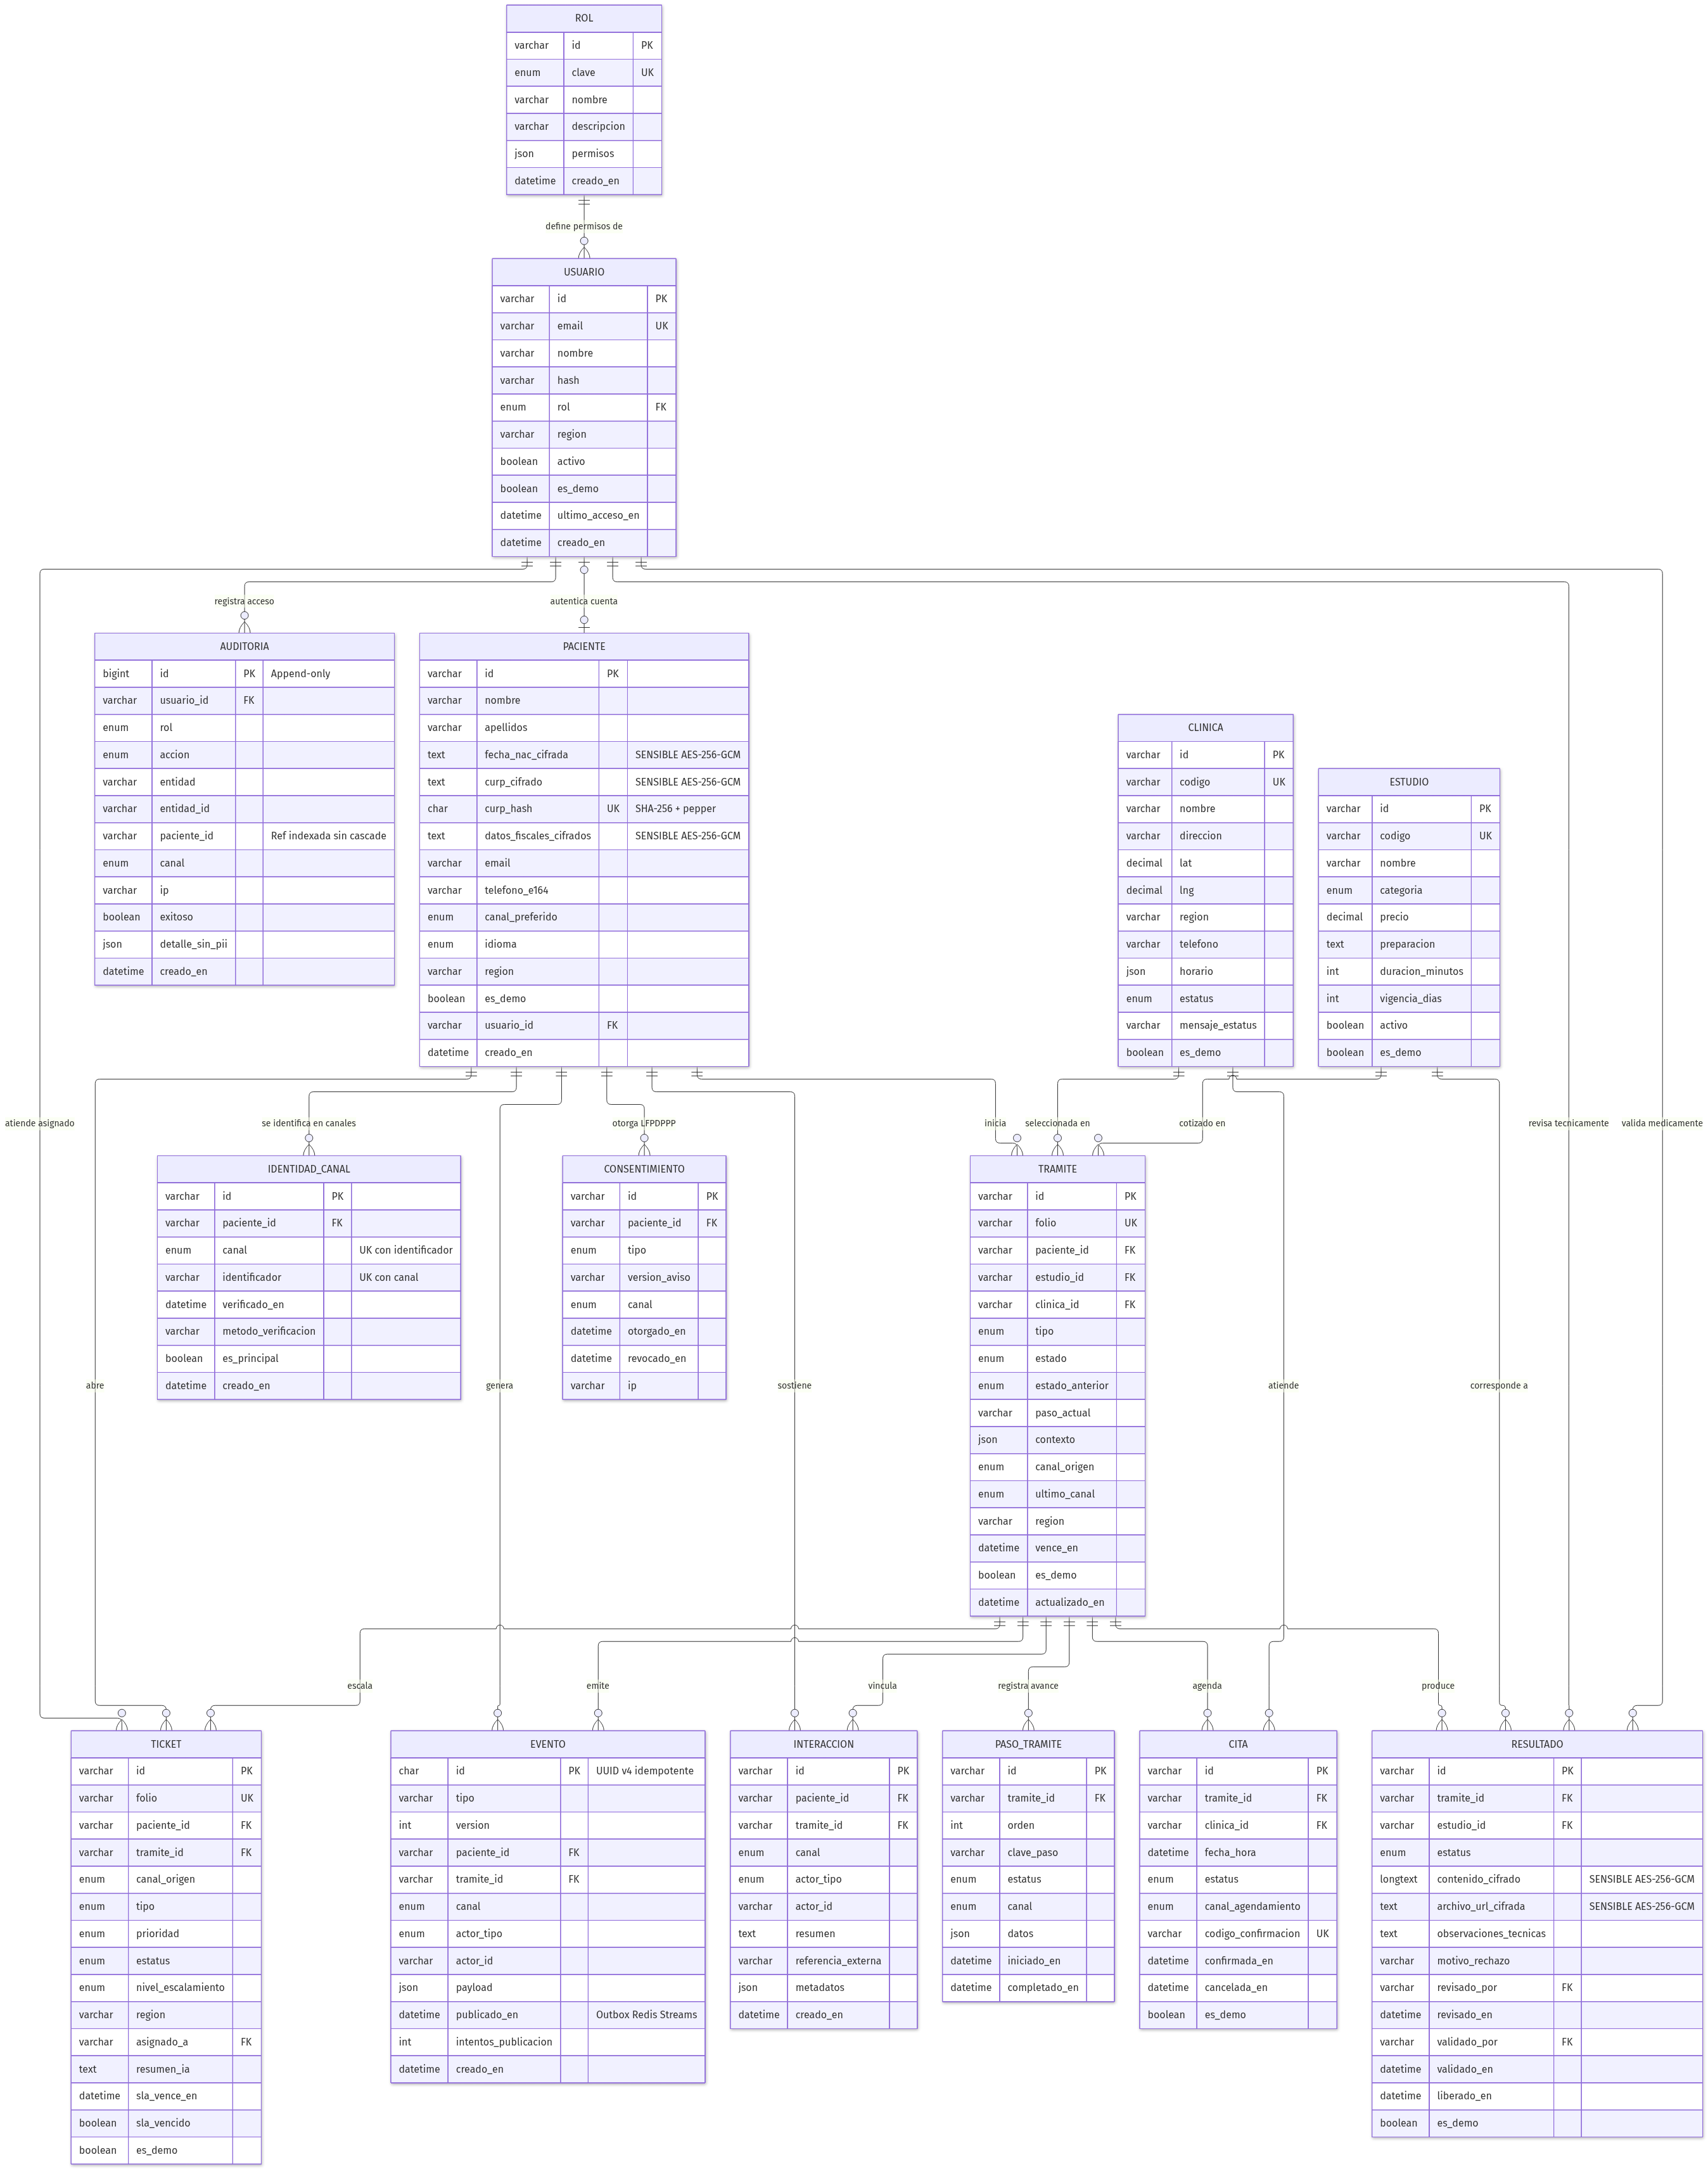 ROL
varchar id PK
enum clave UK
varchar nombre
varchar descripcion
json permisos
datetime creado_en
define permisos de
USUARIO
varchar id PK
varchar email UK
varchar nombre
varchar hash
enum rol FK
varchar region
boolean activo
boolean es_demo
datetime ultimo_acceso_en
datetime creado_en
registra acceso
autentica cuenta
AUDITORIA
bigint id PK Append-only
varchar usuario_id FK
enum rol
enum accion
varchar entidad
varchar entidad_id
varchar paciente_id Ref indexada sin cascade
enum canal
varchar ip
boolean exitoso
json detalle_sin_pii
datetime creado_en
PACIENTE
varchar id PK
varchar nombre
varchar apellidos
text fecha_nac_cifrada SENSIBLE AES-256-GCM
text curp_cifrado SENSIBLE AES-256-GCM
char curp_hash UK SHA-256 + pepper
text datos_fiscales_cifrados SENSIBLE AES-256-GCM
varchar email
varchar telefono_e164
enum canal_preferido
enum idioma
varchar region
boolean es_demo
varchar usuario_id FK
datetime creado_en
CLINICA
varchar id PK
varchar codigo UK
varchar nombre
varchar direccion
decimal lat
decimal lng
varchar region
varchar telefono
json horario
enum estatus
varchar mensaje_estatus
boolean es_demo
ESTUDIO
varchar id PK
varchar codigo UK
varchar nombre
enum categoria
decimal precio
text preparacion
int duracion_minutos
int vigencia_dias
boolean activo
boolean es_demo
atiende asignado
se identifica en canales
otorga LFPDPPP
inicia
seleccionada en
cotizado en
revisa tecnicamente
valida medicamente
IDENTIDAD_CANAL
varchar id PK
varchar paciente_id FK
enum canal UK con identificador
varchar identificador UK con canal
datetime verificado_en
varchar metodo_verificacion
boolean es_principal
datetime creado_en
CONSENTIMIENTO
varchar id PK
varchar paciente_id FK
enum tipo
varchar version_aviso
enum canal
datetime otorgado_en
datetime revocado_en
varchar ip
TRAMITE
varchar id PK
varchar folio UK
varchar paciente_id FK
varchar estudio_id FK
varchar clinica_id FK
enum tipo
enum estado
enum estado_anterior
varchar paso_actual
json contexto
enum canal_origen
enum ultimo_canal
varchar region
datetime vence_en
boolean es_demo
datetime actualizado_en
abre
genera
sostiene
atiende
corresponde a
escala
emite
vincula
registra avance
agenda
produce
TICKET
varchar id PK
varchar folio UK
varchar paciente_id FK
varchar tramite_id FK
enum canal_origen
enum tipo
enum prioridad
enum estatus
enum nivel_escalamiento
varchar region
varchar asignado_a FK
text resumen_ia
datetime sla_vence_en
boolean sla_vencido
boolean es_demo
EVENTO
char id PK UUID v4 idempotente
varchar tipo
int version
varchar paciente_id FK
varchar tramite_id FK
enum canal
enum actor_tipo
varchar actor_id
json payload
datetime publicado_en Outbox Redis Streams
int intentos_publicacion
datetime creado_en
INTERACCION
varchar id PK
varchar paciente_id FK
varchar tramite_id FK
enum canal
enum actor_tipo
varchar actor_id
text resumen
varchar referencia_externa
json metadatos
datetime creado_en
PASO_TRAMITE
varchar id PK
varchar tramite_id FK
int orden
varchar clave_paso
enum estatus
enum canal
json datos
datetime iniciado_en
datetime completado_en
CITA
varchar id PK
varchar tramite_id FK
varchar clinica_id FK
datetime fecha_hora
enum estatus
enum canal_agendamiento
varchar codigo_confirmacion UK
datetime confirmada_en
datetime cancelada_en
boolean es_demo
RESULTADO
varchar id PK
varchar tramite_id FK
varchar estudio_id FK
enum estatus
longtext contenido_cifrado SENSIBLE AES-256-GCM
text archivo_url_cifrada SENSIBLE AES-256-GCM
text observaciones_tecnicas
varchar motivo_rechazo
varchar revisado_por FK
datetime revisado_en
varchar validado_por FK
datetime validado_en
datetime liberado_en
boolean es_demo